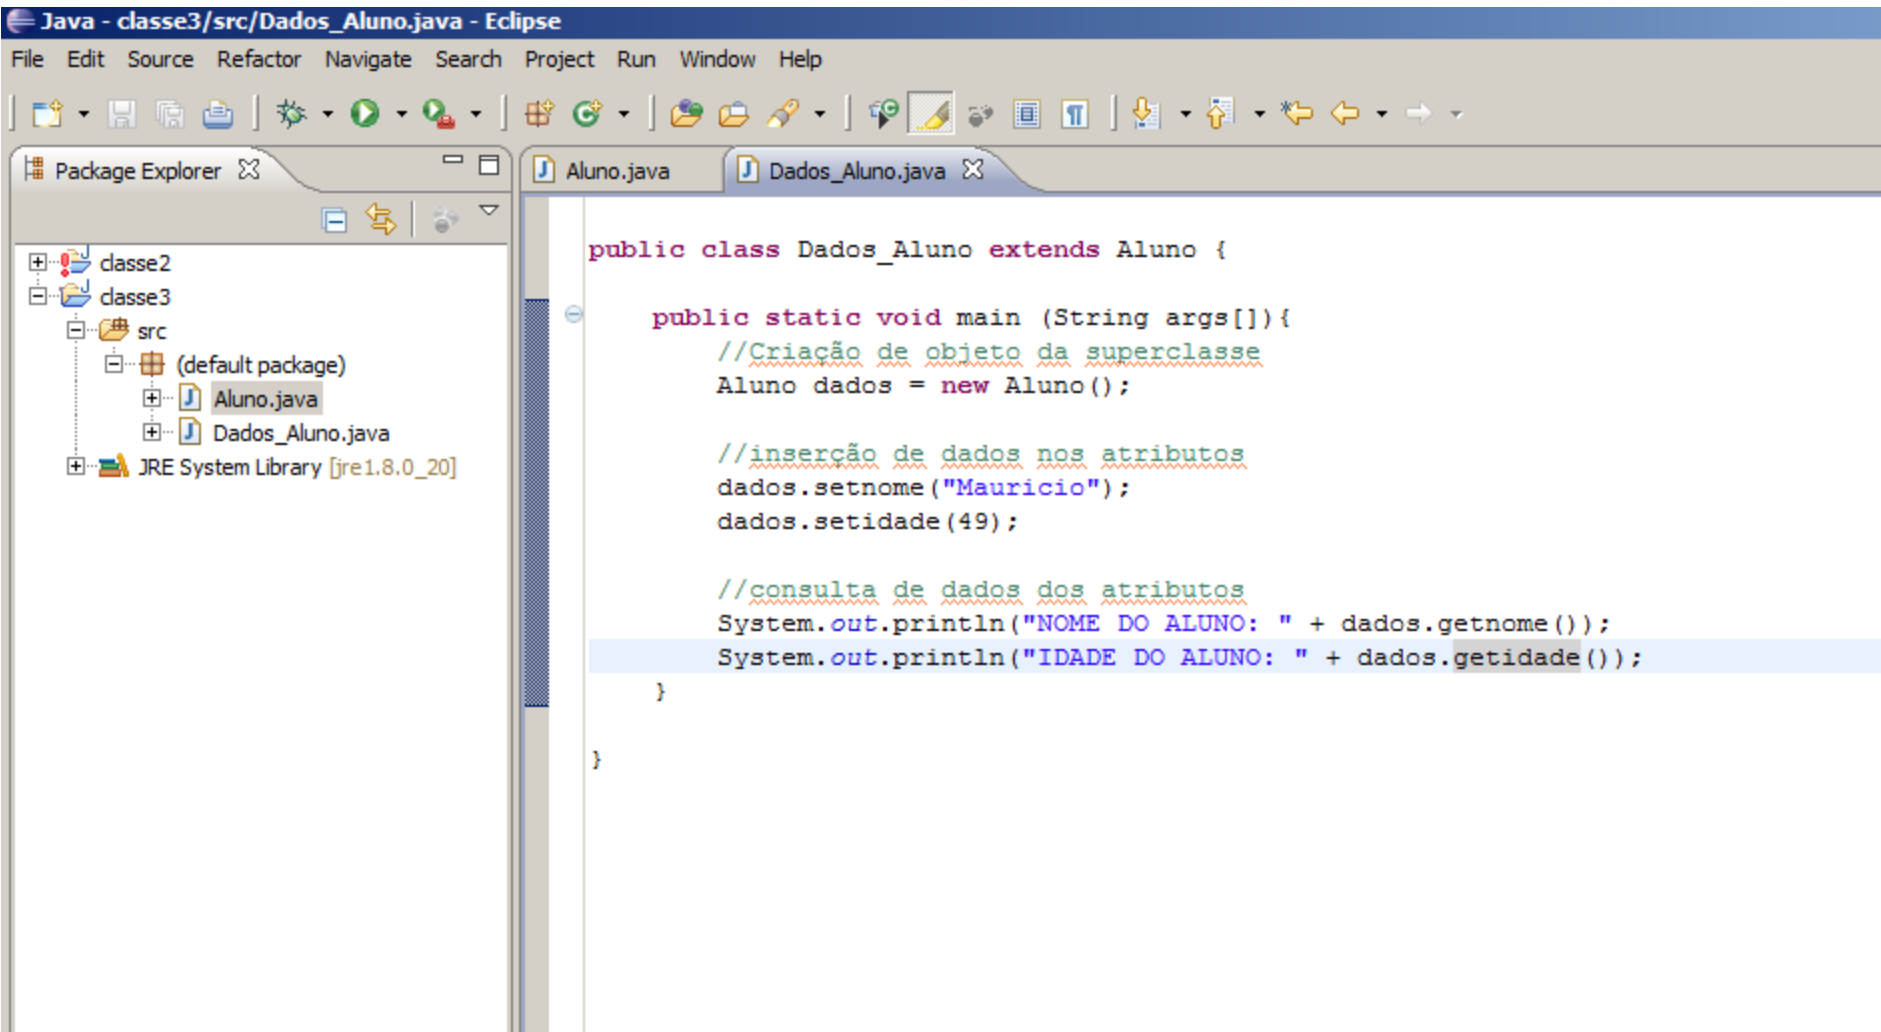 Java - classe3/src/Dados_Aluno.java - Eclipse
File Edit Source Refactor Navigate Search Project Run Window Help
Package Explorer
classe2
classe3
src
(default package)
Aluno.java
Dados_Aluno.java
JRE System Library [jre1.8.0_20]
Aluno.java Dados_Aluno.java
public class Dados_Aluno extends Aluno {
public static void main (String args[]){
//Criação de objeto da superclasse
Aluno dados = new Aluno();
//inserção de dados nos atributos
dados.setnome("Mauricio");
dados.setidade(49);
//consulta de dados dos atributos
System.out.println("NOME DO ALUNO: " + dados.getnome());
System.out.println("IDADE DO ALUNO: " + dados.getidade());
}
}